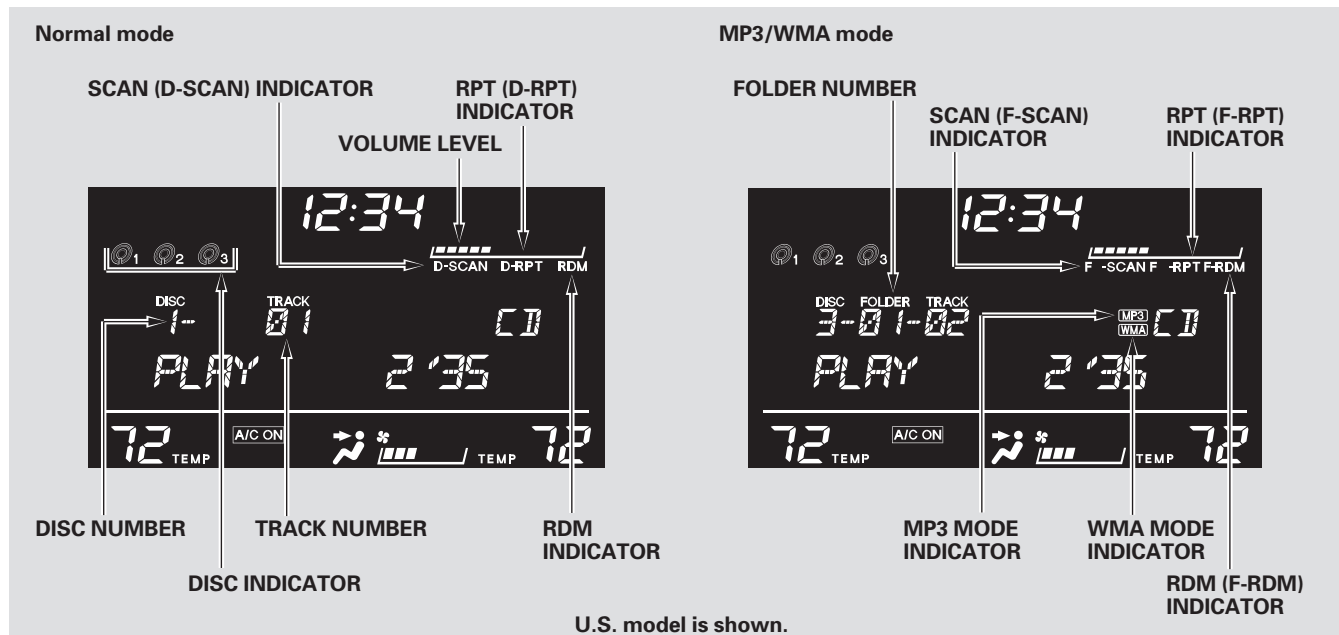 Normal mode
SCAN (D-SCAN) INDICATOR
RPT (D-RPT)
INDICATOR
VOLUME LEVEL
12:34
1 2 3
D-SCAN D-RPT RDM
DISC TRACK
1- 01 CD
PLAY 2 '35
72 TEMP A/C ON TEMP 72
DISC NUMBER
TRACK NUMBER
RDM
INDICATOR
DISC INDICATOR
MP3/WMA mode
FOLDER NUMBER
SCAN (F-SCAN)
INDICATOR
RPT (F-RPT)
INDICATOR
12:34
1 2 3
F -SCAN F -RPT F-RDM
DISC FOLDER TRACK
3-01-02 MP3 WMA CD
PLAY 2 '35
72 TEMP A/C ON TEMP 72
MP3 MODE
INDICATOR
WMA MODE
INDICATOR
RDM (F-RDM)
INDICATOR
U.S. model is shown.